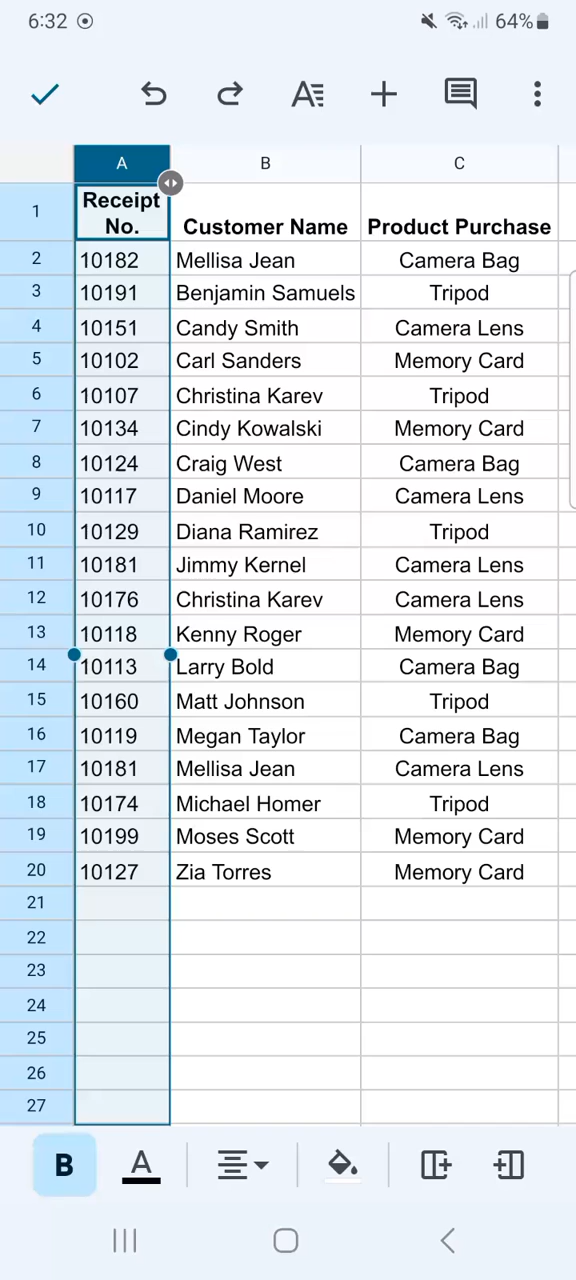 6:32 64%
A B C
1 Receipt No. Customer Name Product Purchase
2 10182 Mellisa Jean Camera Bag
3 10191 Benjamin Samuels Tripod
4 10151 Candy Smith Camera Lens
5 10102 Carl Sanders Memory Card
6 10107 Christina Karev Tripod
7 10134 Cindy Kowalski Memory Card
8 10124 Craig West Camera Bag
9 10117 Daniel Moore Camera Lens
10 10129 Diana Ramirez Tripod
11 10181 Jimmy Kernel Camera Lens
12 10176 Christina Karev Camera Lens
13 10118 Kenny Roger Memory Card
14 10113 Larry Bold Camera Bag
15 10160 Matt Johnson Tripod
16 10119 Megan Taylor Camera Bag
17 10181 Mellisa Jean Camera Lens
18 10174 Michael Homer Tripod
19 10199 Moses Scott Memory Card
20 10127 Zia Torres Memory Card
21
22
23
24
25
26
27
B A